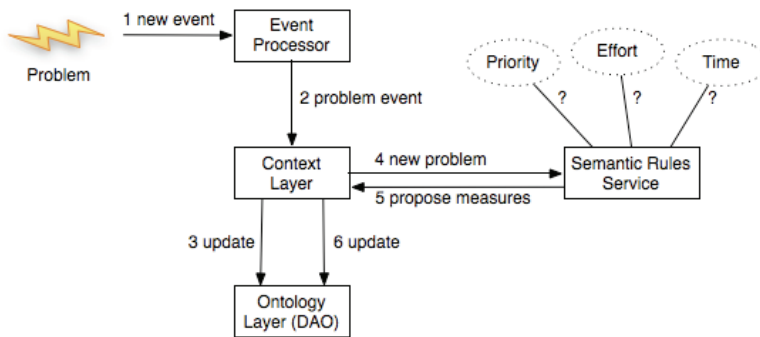 1 new event
Event
Processor
Problem
Priority
Effort
Time
?
?
?
2 problem event
Context
Layer
4 new problem
5 propose measures
Semantic Rules
Service
3 update
6 update
Ontology
Layer (DAO)